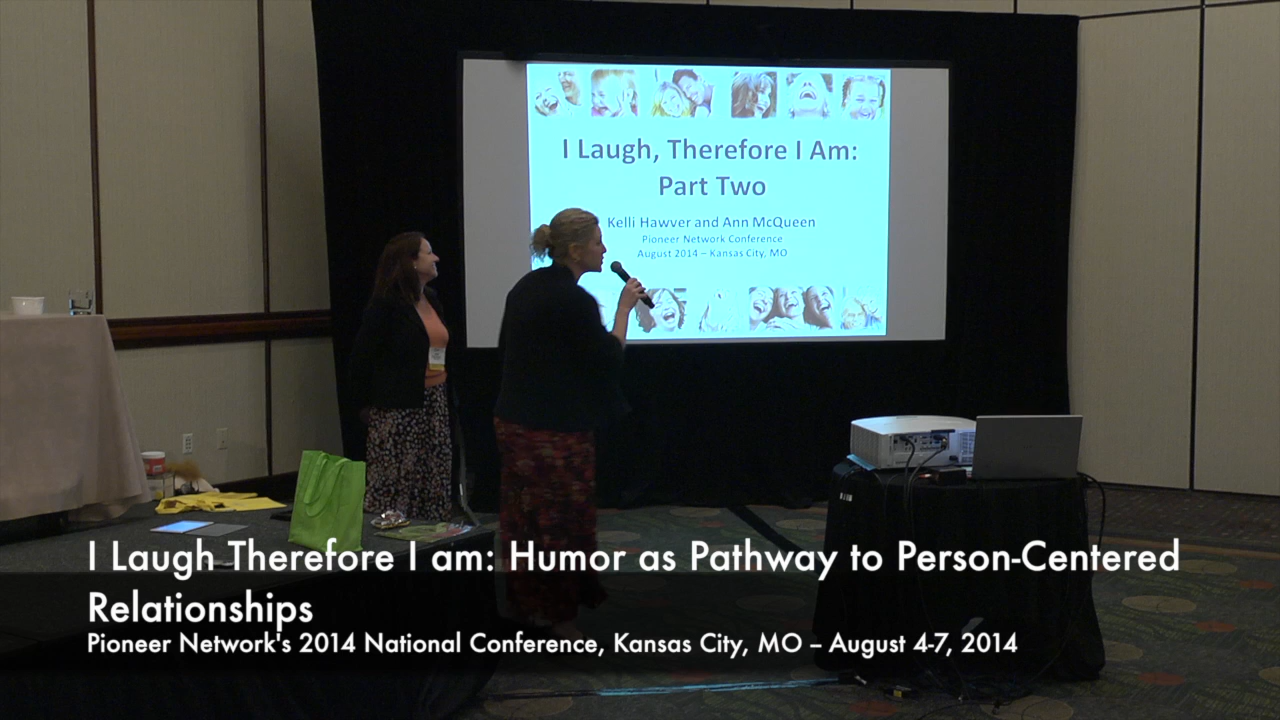 I Laugh, Therefore I Am:
Part Two
Kelli Hawver and Ann McQueen
Pioneer Network Conference
August 2014 – Kansas City, MO
I Laugh Therefore I am: Humor as Pathway to Person-Centered
Relationships
Pioneer Network's 2014 National Conference, Kansas City, MO – August 4-7, 2014